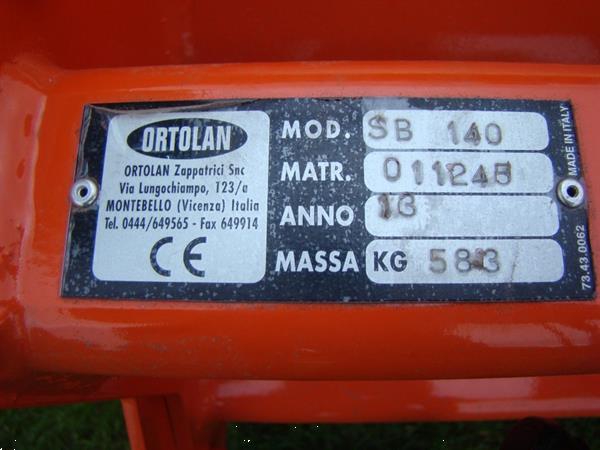 ORTOLAN
ORTOLAN Zappatrici Snc
Via Lungochiampo, 123/a
MONTEBELLO (Vicenza) Italia
Tel. 0444/649565 - Fax 649914
CE
MOD. SB 140
MATR. 011245
ANNO
MASSA KG 583
MADE IN ITALY
73.43.0062